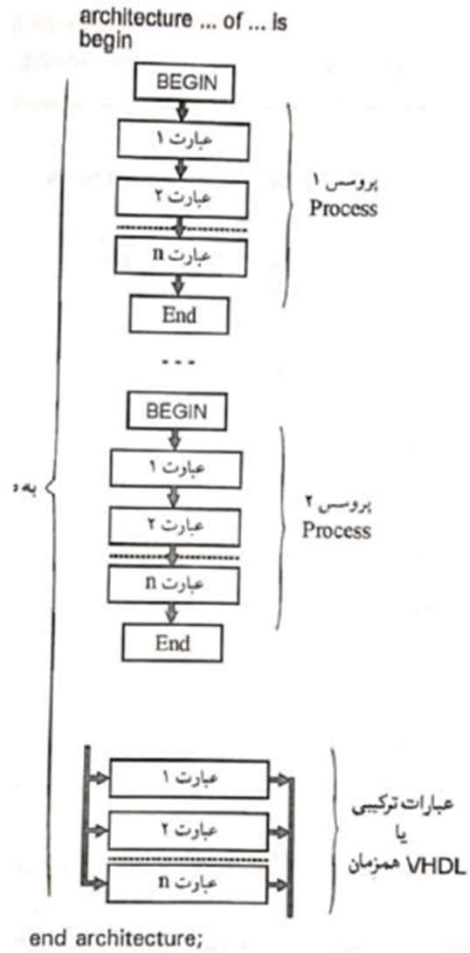 architecture ... of ... is
begin
BEGIN
عبارت ۱
عبارت ۲
عبارت n
End
پروسس ۱
Process
- - -
BEGIN
عبارت ۱
عبارت ۲
عبارت n
End
پروسس ۲
Process
عبارت ۱
عبارت ۲
عبارت n
عبارات ترکیبی
یا
VHDL همزمان
end architecture;